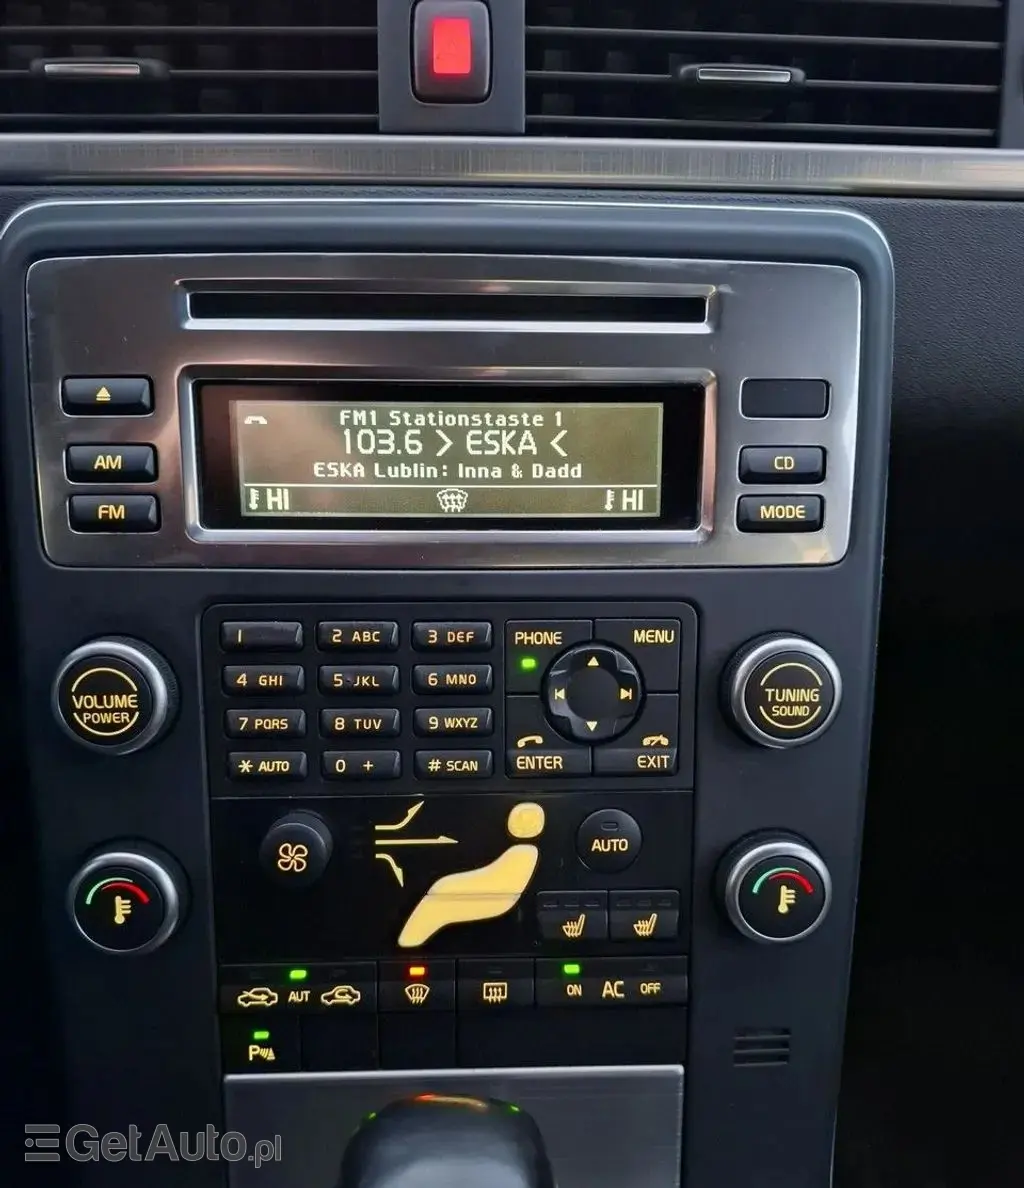 FM1 Stationstaste 1
103.6 > ESKA <
ESKA Lublin: Inna & Dadd
HI
HI
AM
CD
FM
MODE
1
2 ABC
3 DEF
PHONE
MENU
4 GHI
5 JKL
6 MNO
VOLUME
POWER
TUNING
SOUND
7 PQRS
8 TUV
9 WXYZ
* AUTO
0 +
# SCAN
ENTER
EXIT
AUTO
AUT
ON
AC
OFF
P
GetAuto.pl